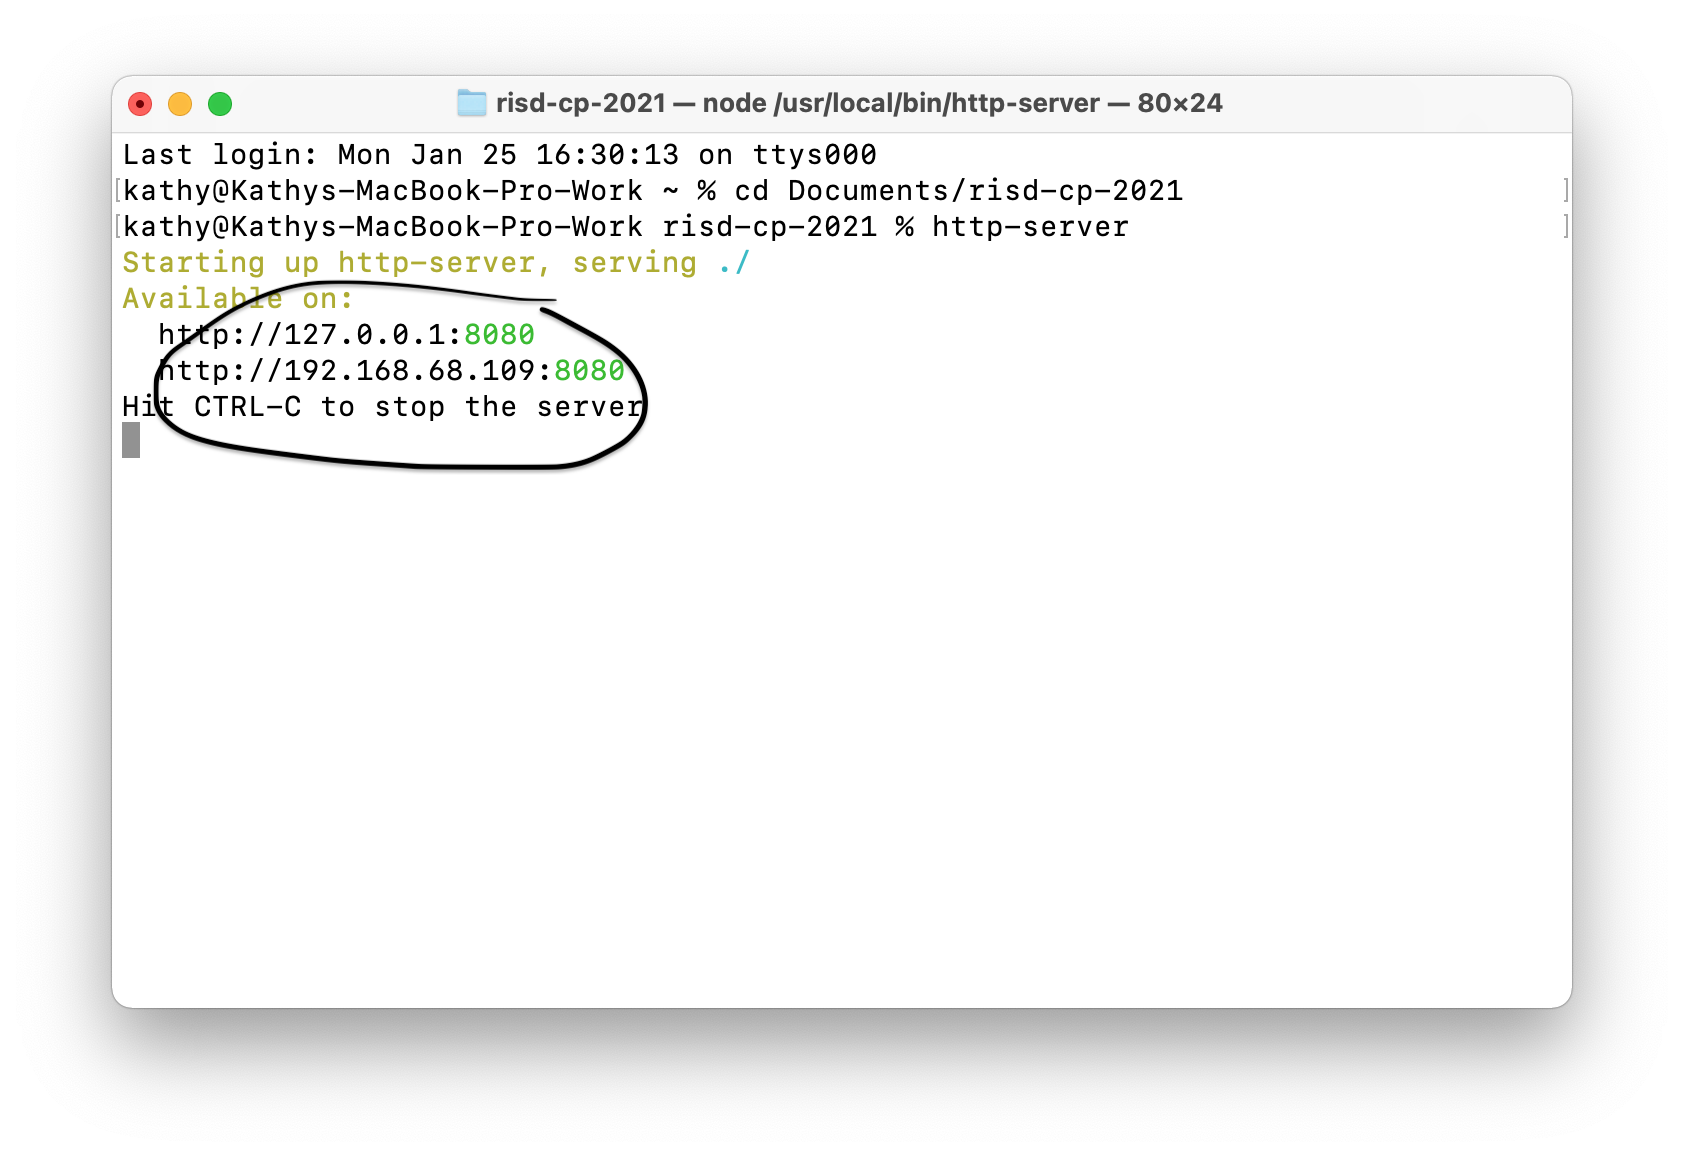 risd-cp-2021 — node /usr/local/bin/http-server — 80×24
Last login: Mon Jan 25 16:30:13 on ttys000
[kathy@Kathys-MacBook-Pro-Work ~ % cd Documents/risd-cp-2021 ]
[kathy@Kathys-MacBook-Pro-Work risd-cp-2021 % http-server ]
Starting up http-server, serving ./
Available on:
  http://127.0.0.1:8080
  http://192.168.68.109:8080
Hit CTRL-C to stop the server